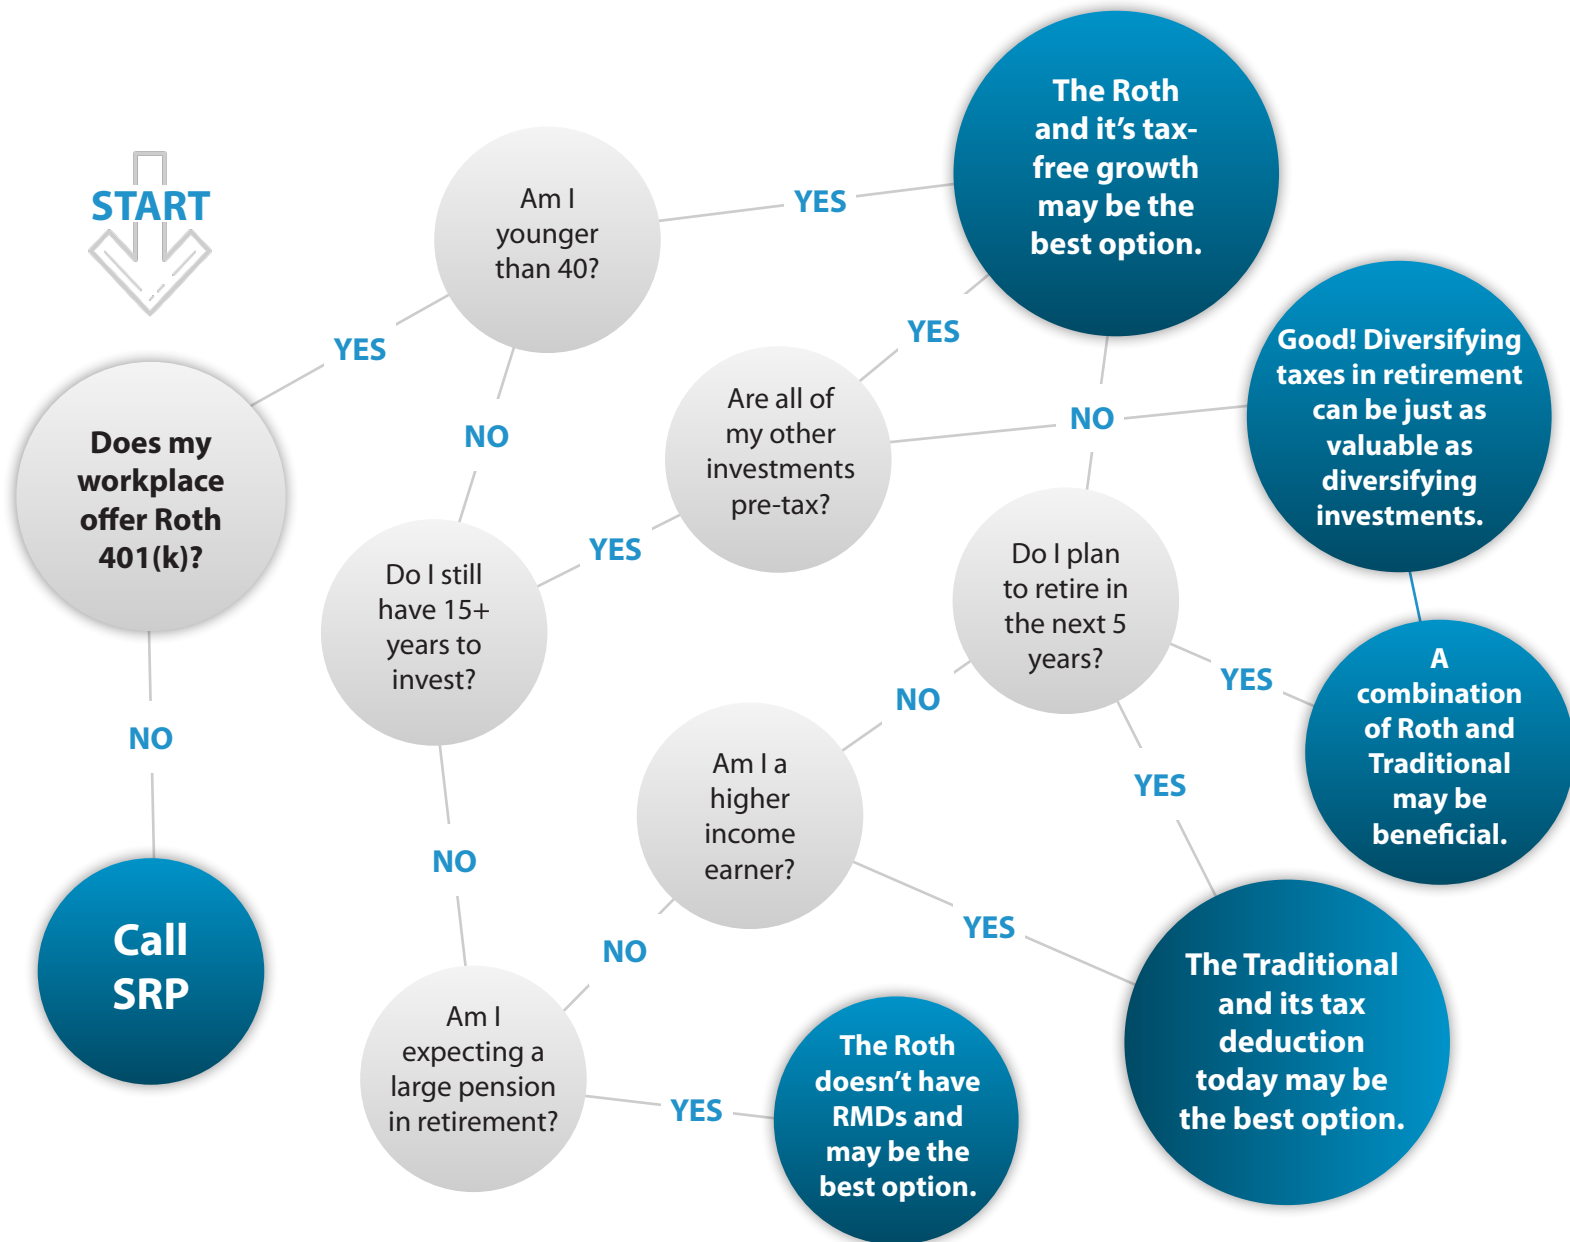 START
Does my
workplace
offer Roth
401(k)?
YES
NO
Call
SRP
Am I
younger
than 40?
YES
NO
The Roth
and it's tax-
free growth
may be the
best option.
Do I still
have 15+
years to
invest?
YES
NO
Are all of
my other
investments
pre-tax?
YES
NO
Good! Diversifying
taxes in retirement
can be just as
valuable as
diversifying
investments.
Do I plan
to retire in
the next 5
years?
YES
YES
NO
A
combination
of Roth and
Traditional
may be
beneficial.
Am I a
higher
income
earner?
YES
NO
The Traditional
and its tax
deduction
today may be
the best option.
Am I
expecting a
large pension
in retirement?
YES
The Roth
doesn't have
RMDs and
may be the
best option.